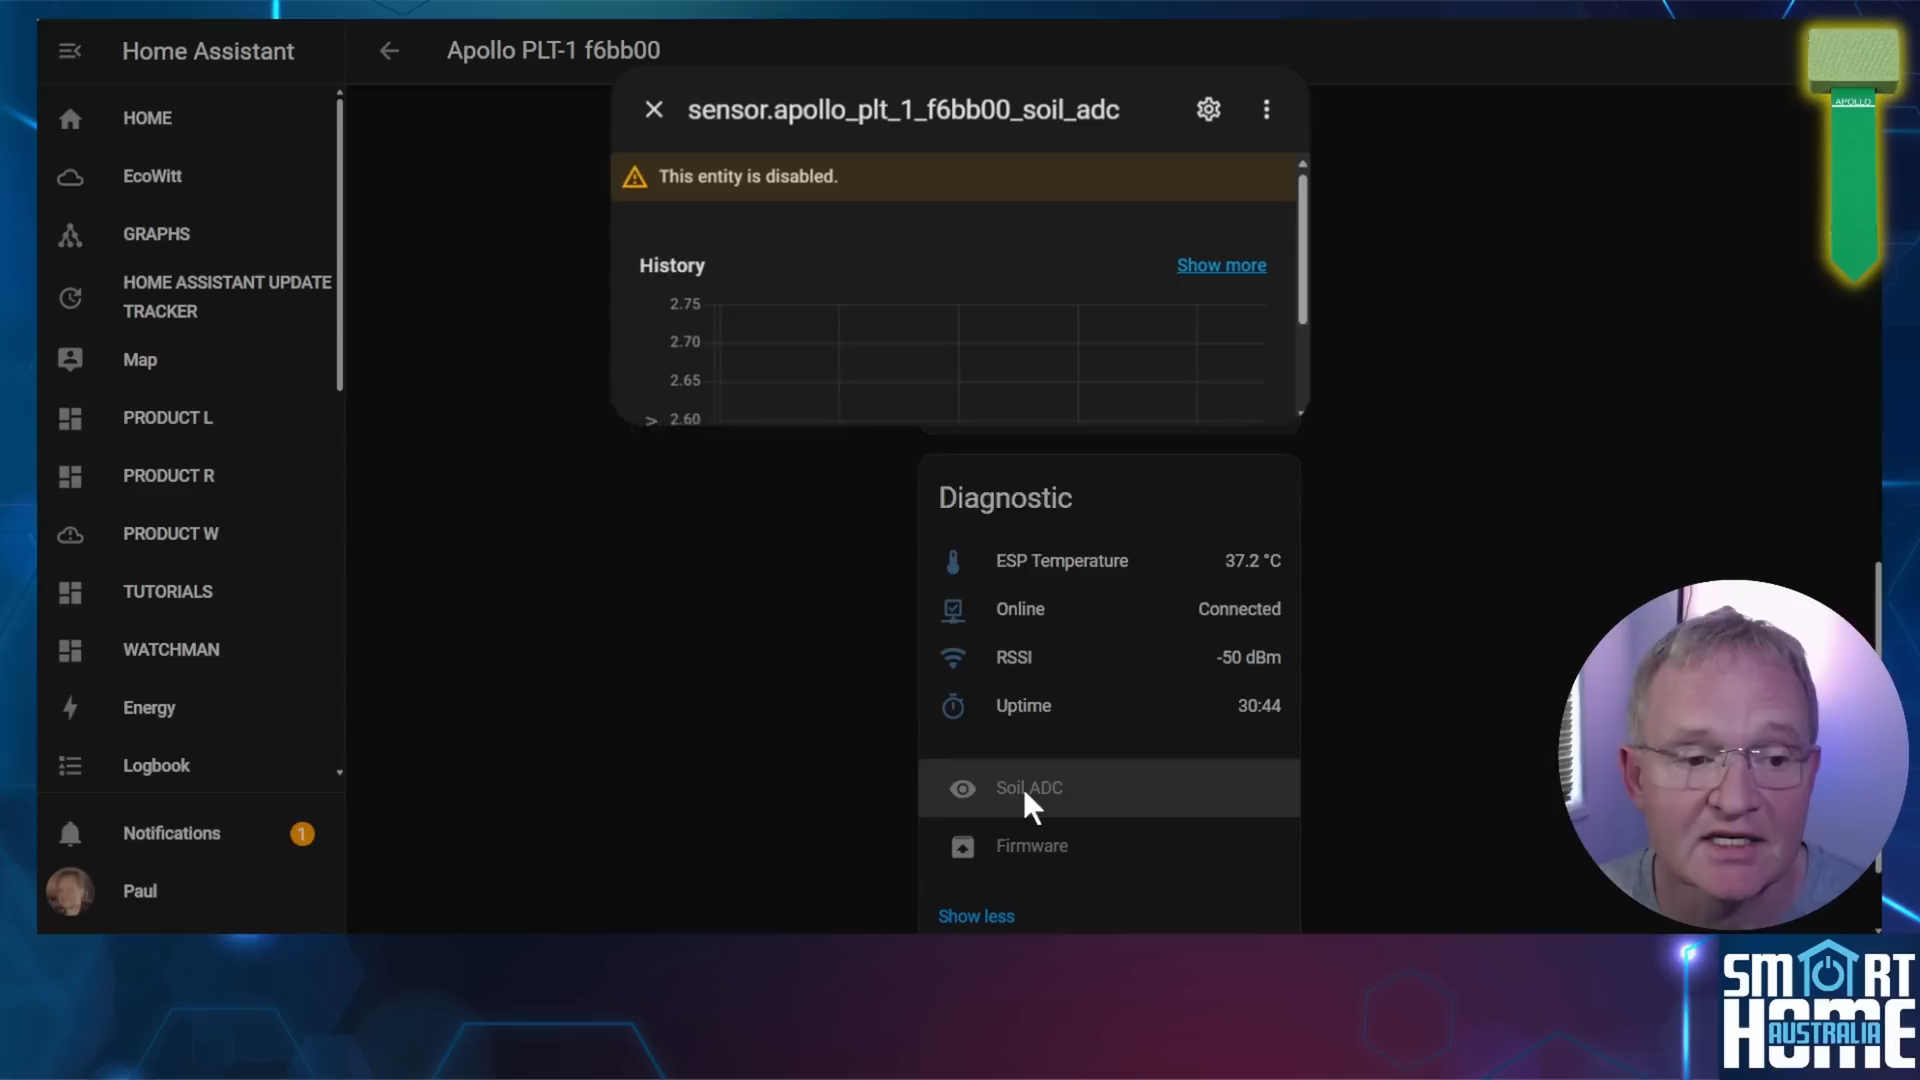 Home Assistant
Apollo PLT-1 f6bb00
HOME
EcoWitt
GRAPHS
HOME ASSISTANT UPDATE
TRACKER
Map
PRODUCT L
PRODUCT R
PRODUCT W
TUTORIALS
WATCHMAN
Energy
Logbook
Notifications 1
Paul
sensor.apollo_plt_1_f6bb00_soil_adc
This entity is disabled.
History Show more
2.75
2.70
2.65
2.60
V
Diagnostic
ESP Temperature 37.2 °C
Online Connected
RSSI -50 dBm
Uptime 30:44
Soil ADC
Firmware
Show less
APOLLO
SMART
HOME
AUSTRALIA